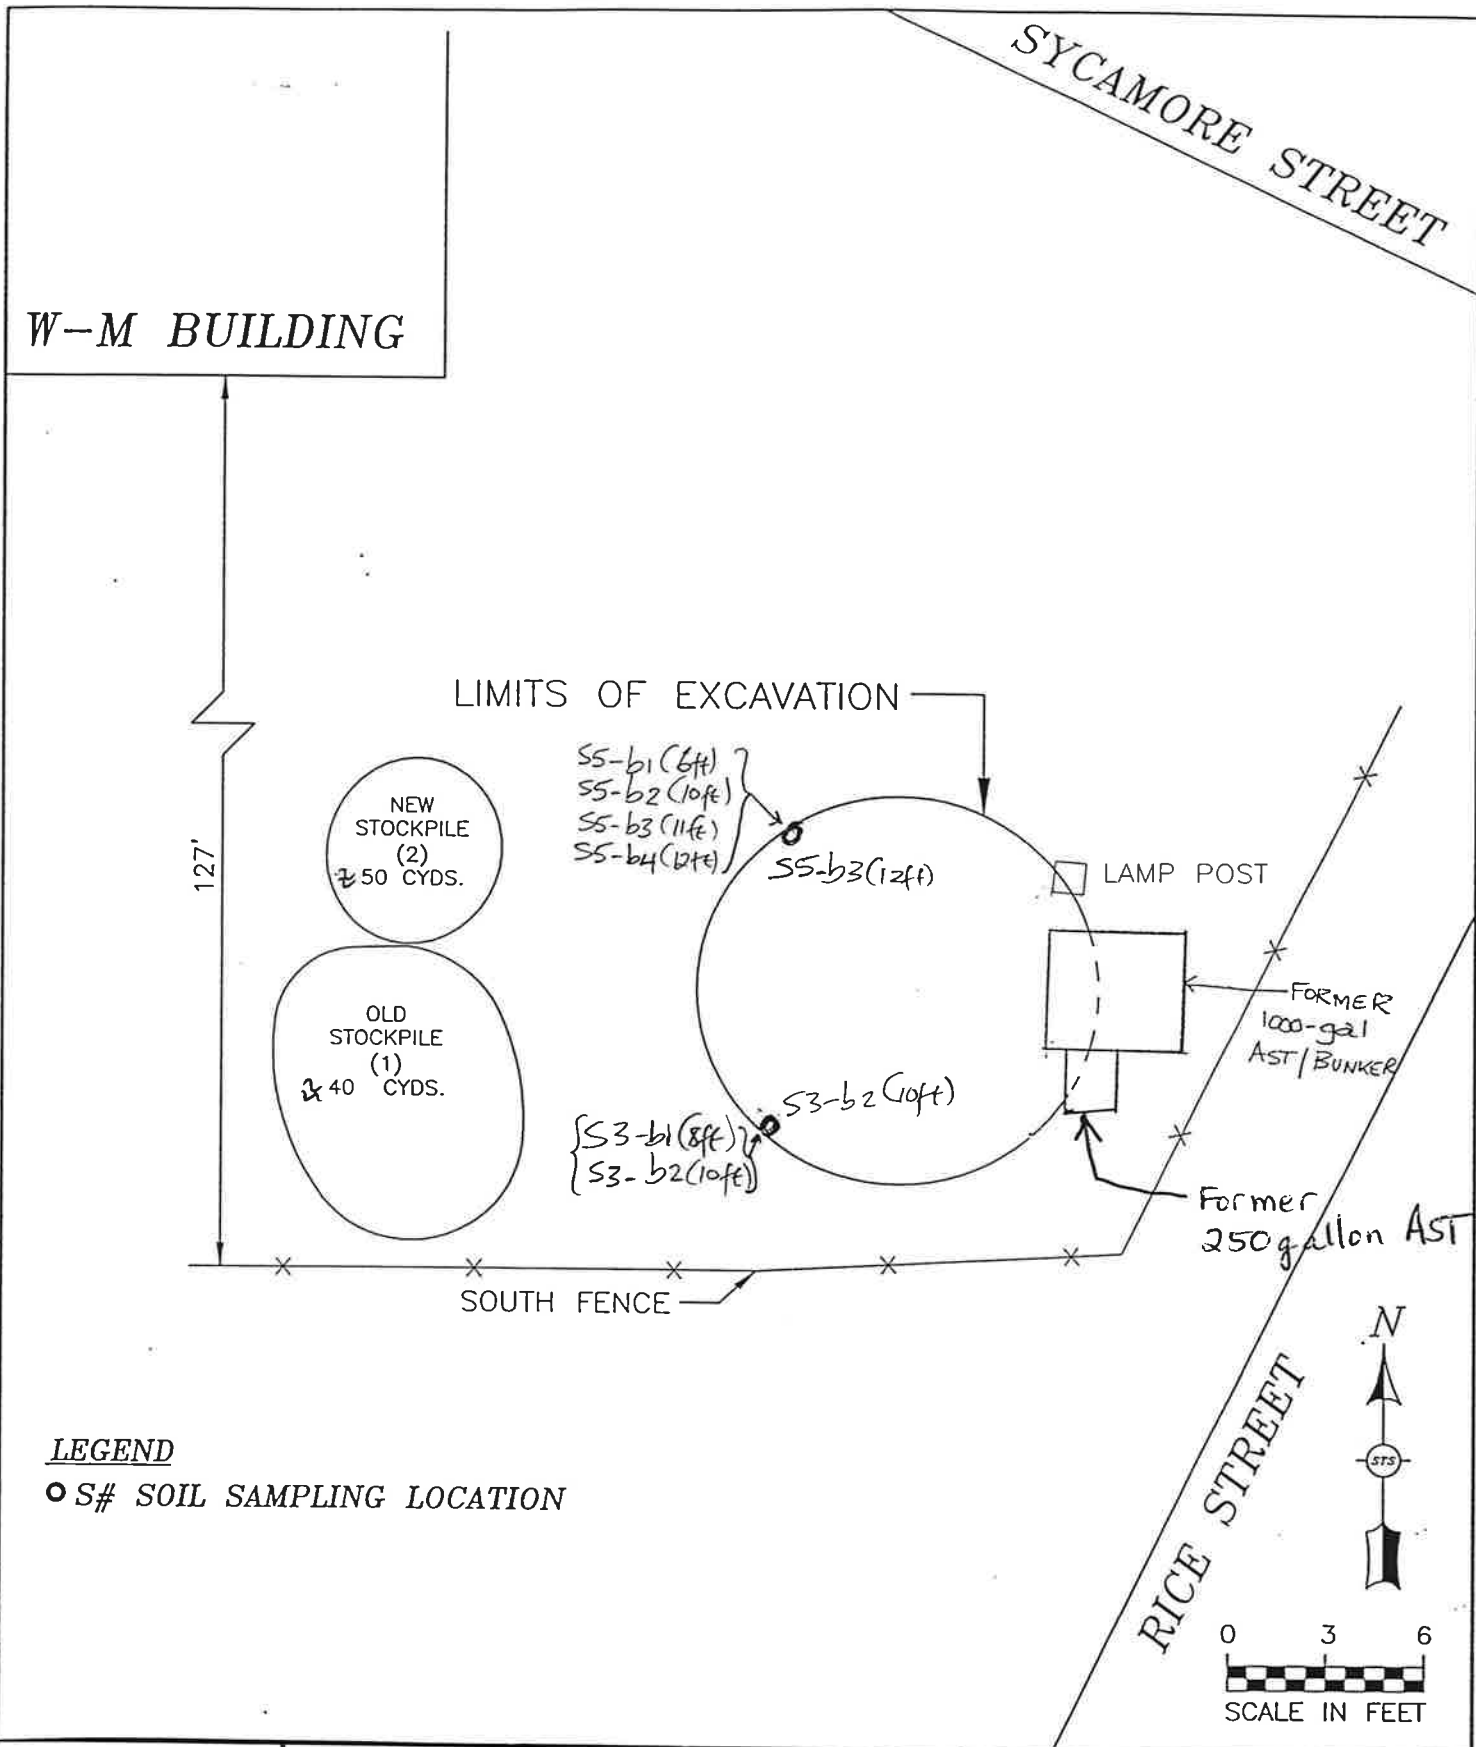 SYCAMORE STREET
W-M BUILDING
127'
LIMITS OF EXCAVATION
S5-b1 (6ft)
S5-b2 (10ft)
S5-b3 (11ft)
S5-b4 (12ft)
S5-b3 (12ft)
NEW
STOCKPILE
(2)
± 50 CYDS.
LAMP POST
OLD
STOCKPILE
(1)
± 40 CYDS.
FORMER
1000-gal
AST/BUNKER
S3-b2 (10ft)
S3-b1 (8ft)
S3-b2 (10ft)
Former
250 gallon AST
SOUTH FENCE
RICE STREET
N
STS
LEGEND
S# SOIL SAMPLING LOCATION
0 3 6
SCALE IN FEET